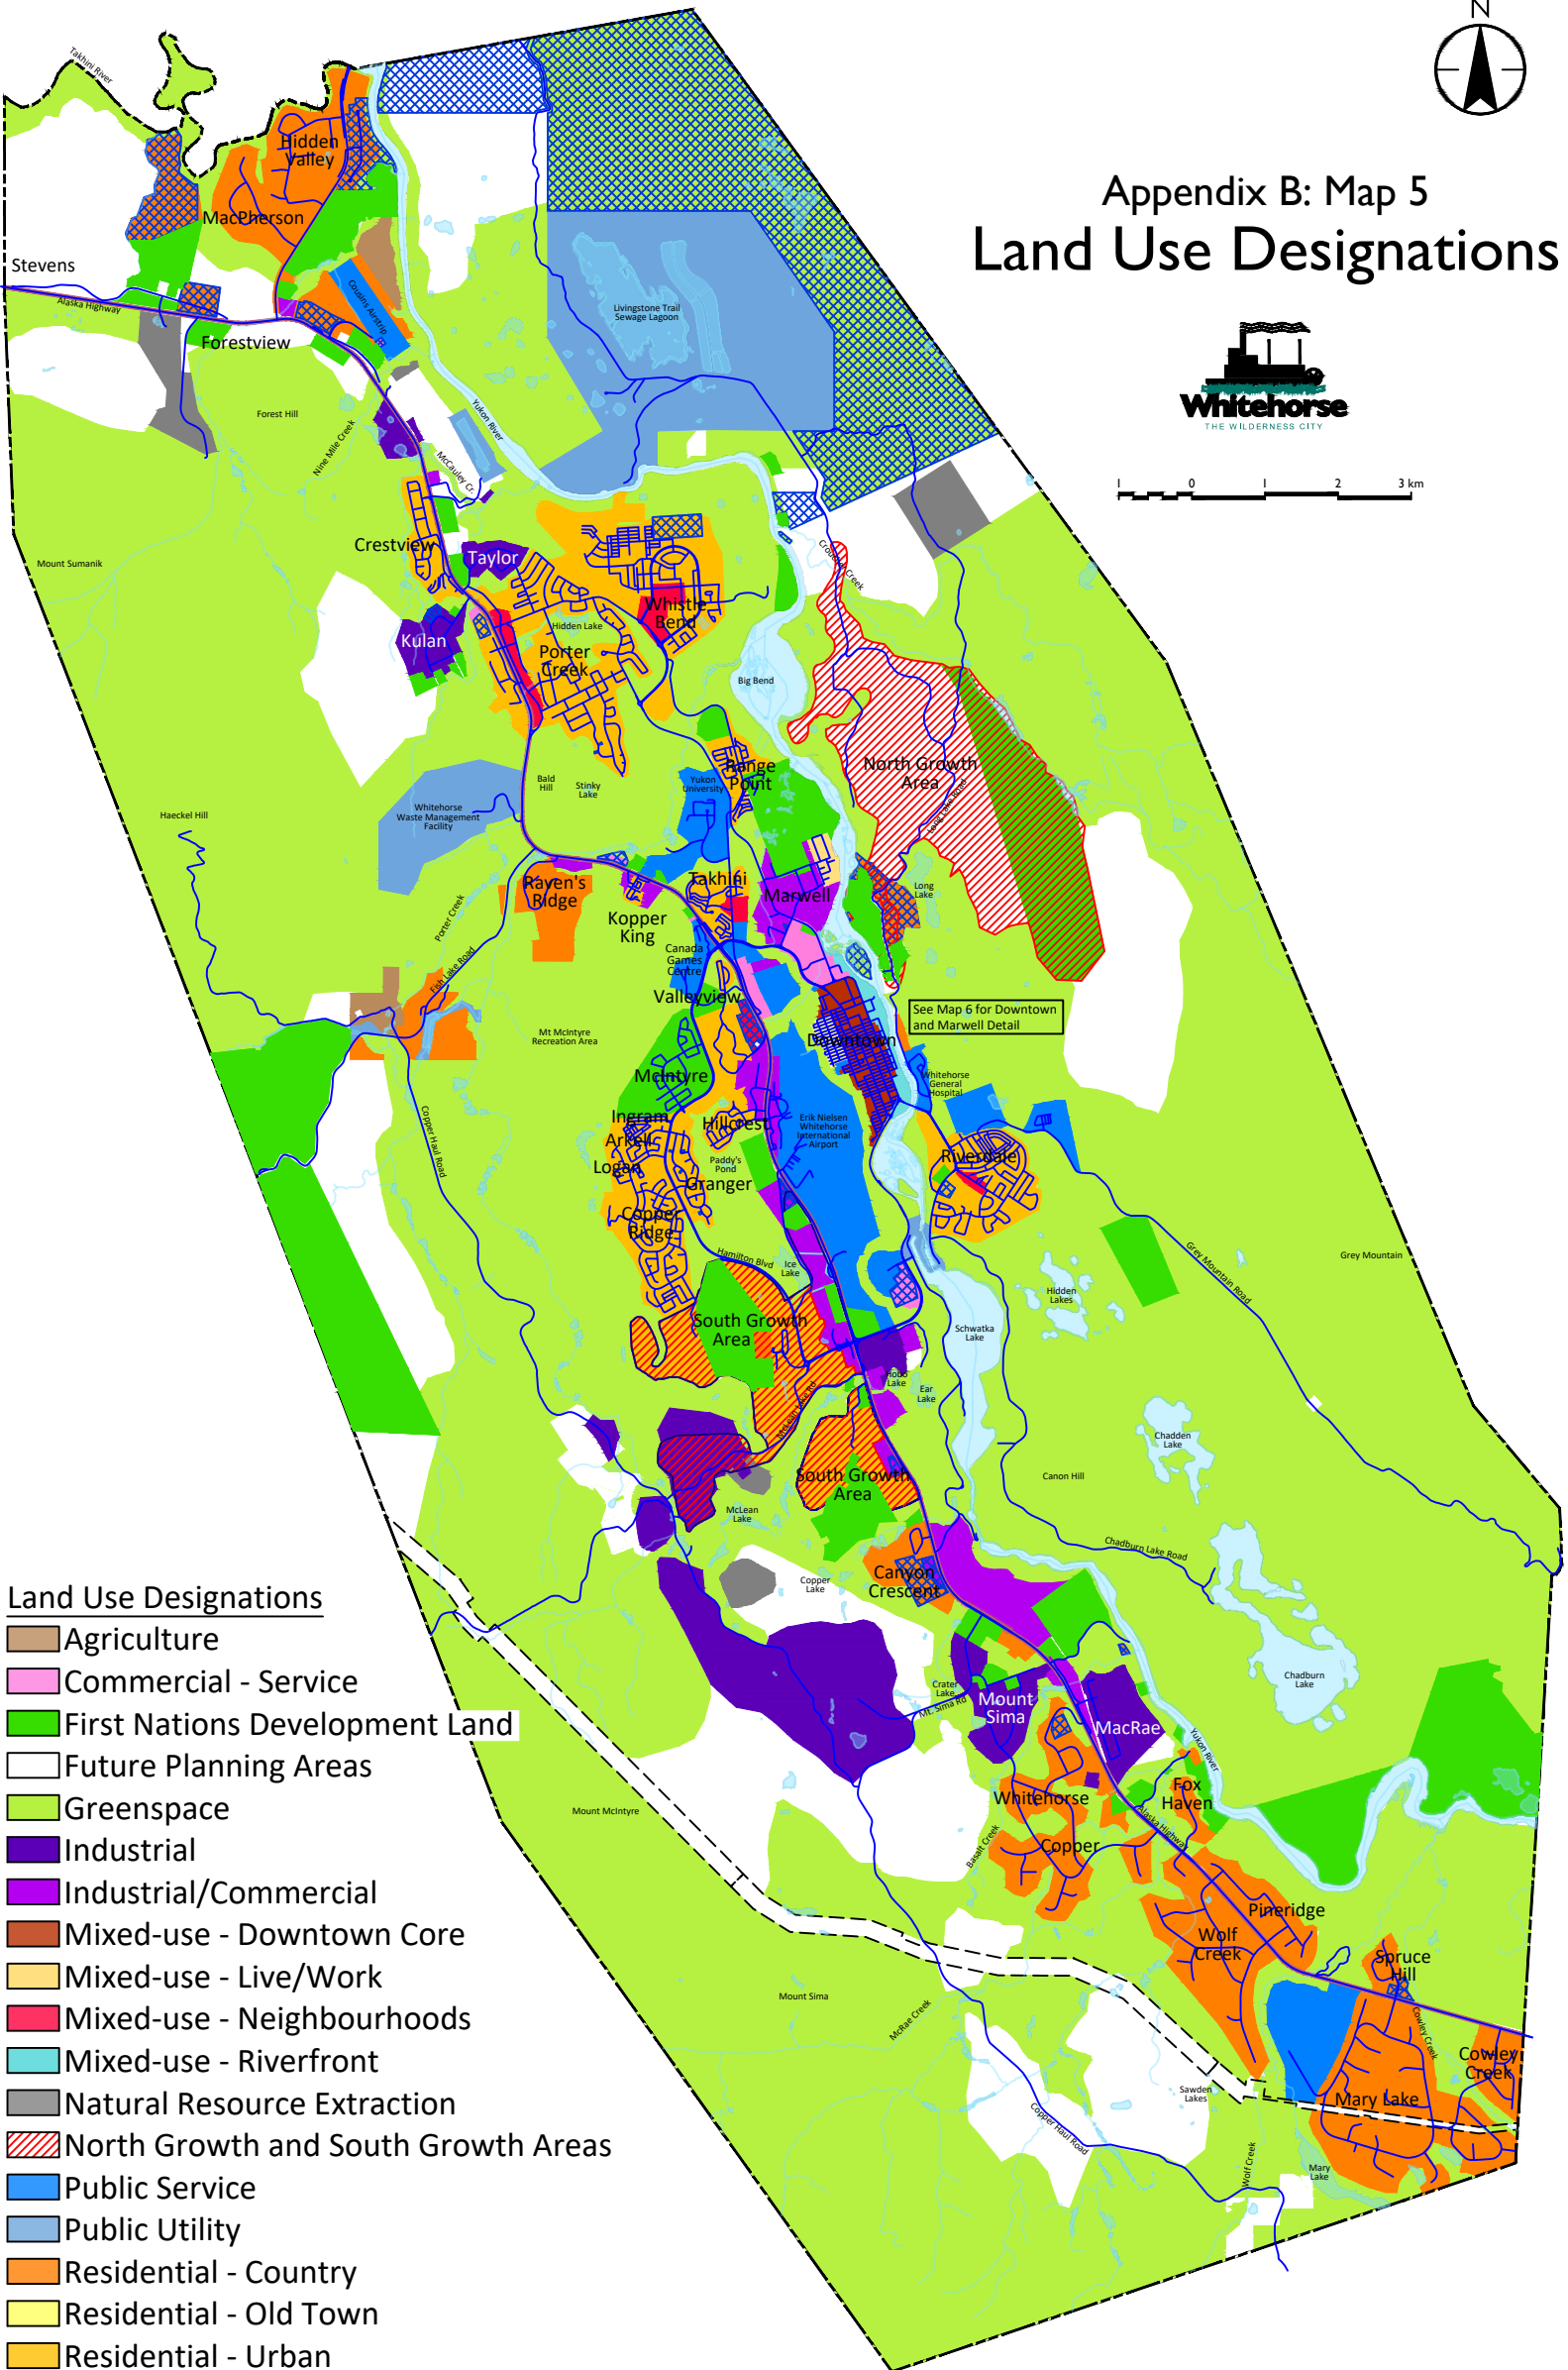 N
Appendix B: Map 5
Land Use Designations
Whitehorse
THE WILDERNESS CITY
1 0 1 2 3 km
Takhini River
Hidden
Valley
MacPherson
Stevens
Alaska Highway
Cousins Airstrip
Forestview
Livingstone Trail
Sewage Lagoon
Forest Hill
Nine Mile Creek
Yukon River
McCauley Cr.
Crestview
Taylor
Mount Sumanik
Whistle
Bend
Hidden Lake
Kulan
Porter
Creek
Big Bend
North Growth
Area
Long Lake Road
Range
Point
Yukon
University
Bald
Hill
Stinky
Lake
Whitehorse
Waste Management
Facility
Haeckel Hill
Raven's
Ridge
Takhini
Marwell
Long
Lake
Kopper
King
Porter Creek
Canada
Games
Centre
Fish Lake Road
Valleyview
See Map 6 for Downtown
and Marwell Detail
Mt McIntyre
Recreation Area
Downtown
McIntyre
Whitehorse
General
Hospital
Copper Haul Road
Ingram
Hillcrest
Erik Nielsen
Whitehorse
International
Airport
Arkell
Logan
Paddy's
Pond
Riverdale
Granger
Copper
Ridge
Hamilton Blvd
Ice
Lake
Grey Mountain Road
Grey Mountain
Hidden
Lakes
South Growth
Area
Schwatka
Lake
Hobo
Lake
Ear
Lake
McLean Lake Rd
Chadden
Lake
South Growth
Area
Canon Hill
McLean
Lake
Chadburn Lake Road
Canyon
Crescent
Copper
Lake
Chadburn
Lake
Crater
Lake
Mt. Sima Rd
Mount
Sima
MacRae
Yukon River
Fox
Haven
Whitehorse
Copper
Mount McIntyre
Basalt Creek
Alaska Highway
Pineridge
Wolf
Creek
Spruce
Hill
Mount Sima
McRae Creek
Cowley Creek
Cowley
Creek
Sawden
Lakes
Mary Lake
Copper Haul Road
Wolf Creek
Mary
Lake
Land Use Designations
Agriculture
Commercial - Service
First Nations Development Land
Future Planning Areas
Greenspace
Industrial
Industrial/Commercial
Mixed-use - Downtown Core
Mixed-use - Live/Work
Mixed-use - Neighbourhoods
Mixed-use - Riverfront
Natural Resource Extraction
North Growth and South Growth Areas
Public Service
Public Utility
Residential - Country
Residential - Old Town
Residential - Urban